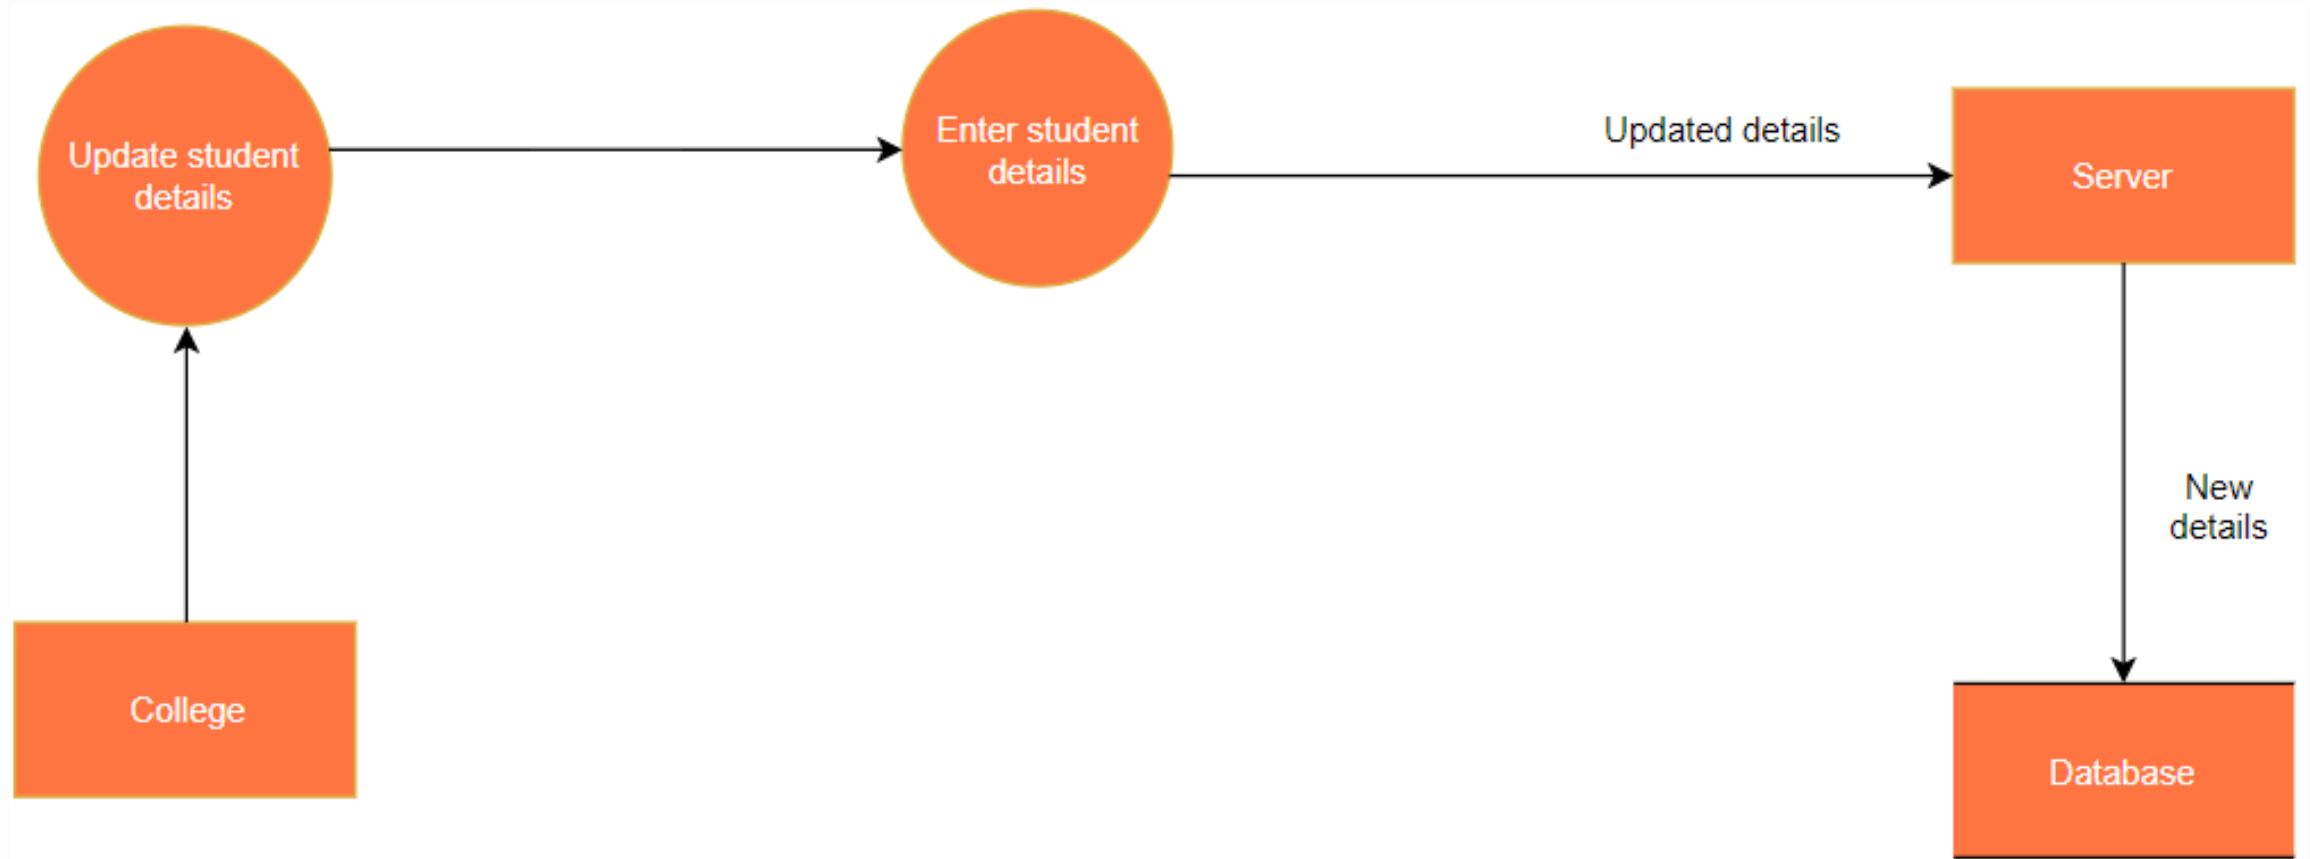 Update student
details
Enter student
details
Updated details
Server
New
details
College
Database